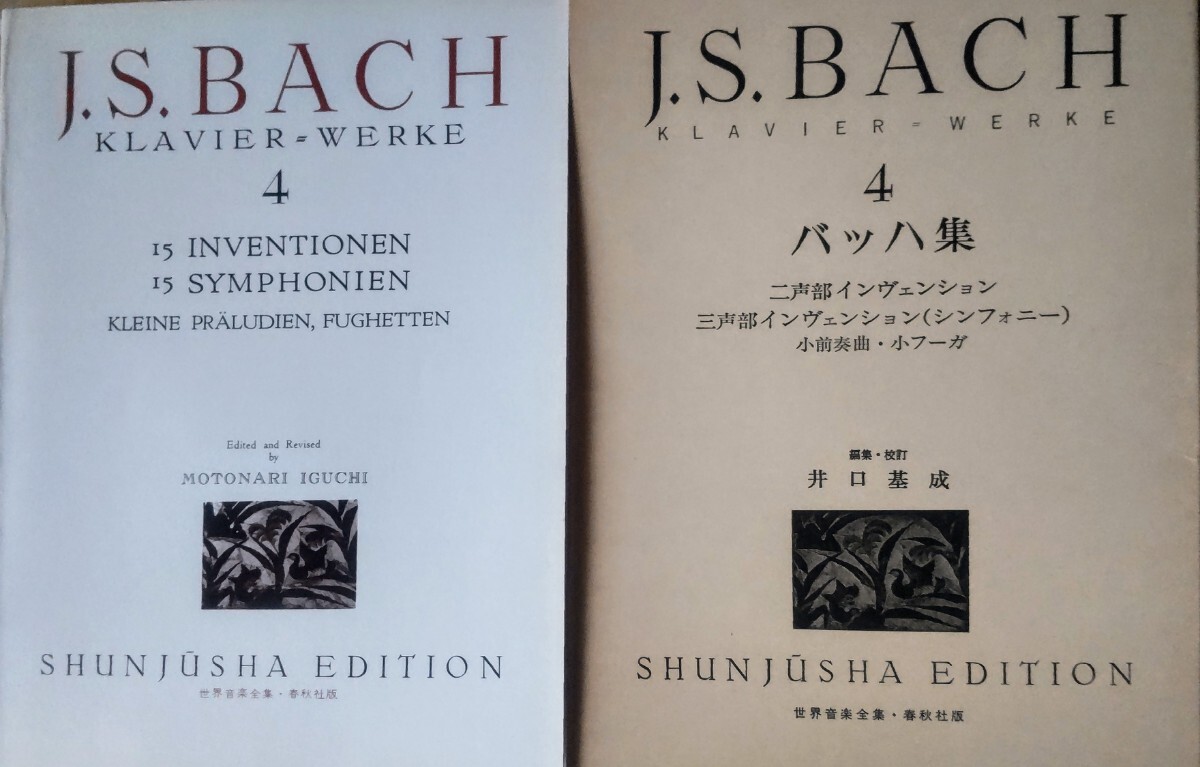 J.S. BACH
KLAVIER = WERKE
4
15 INVENTIONEN
15 SYMPHONIEN
KLEINE PRÄLUDIEN, FUGHETTEN
Edited and Revised
by
MOTONARI IGUCHI
SHUNJŪSHA EDITION
世界音楽全集・春秋社版
J.S. BACH
KLAVIER = WERKE
4
バッハ集
二声部インヴェンション
三声部インヴェンション(シンフォニー)
小前奏曲・小フーガ
編集・校訂
井口基成
SHUNJŪSHA EDITION
世界音楽全集・春秋社版